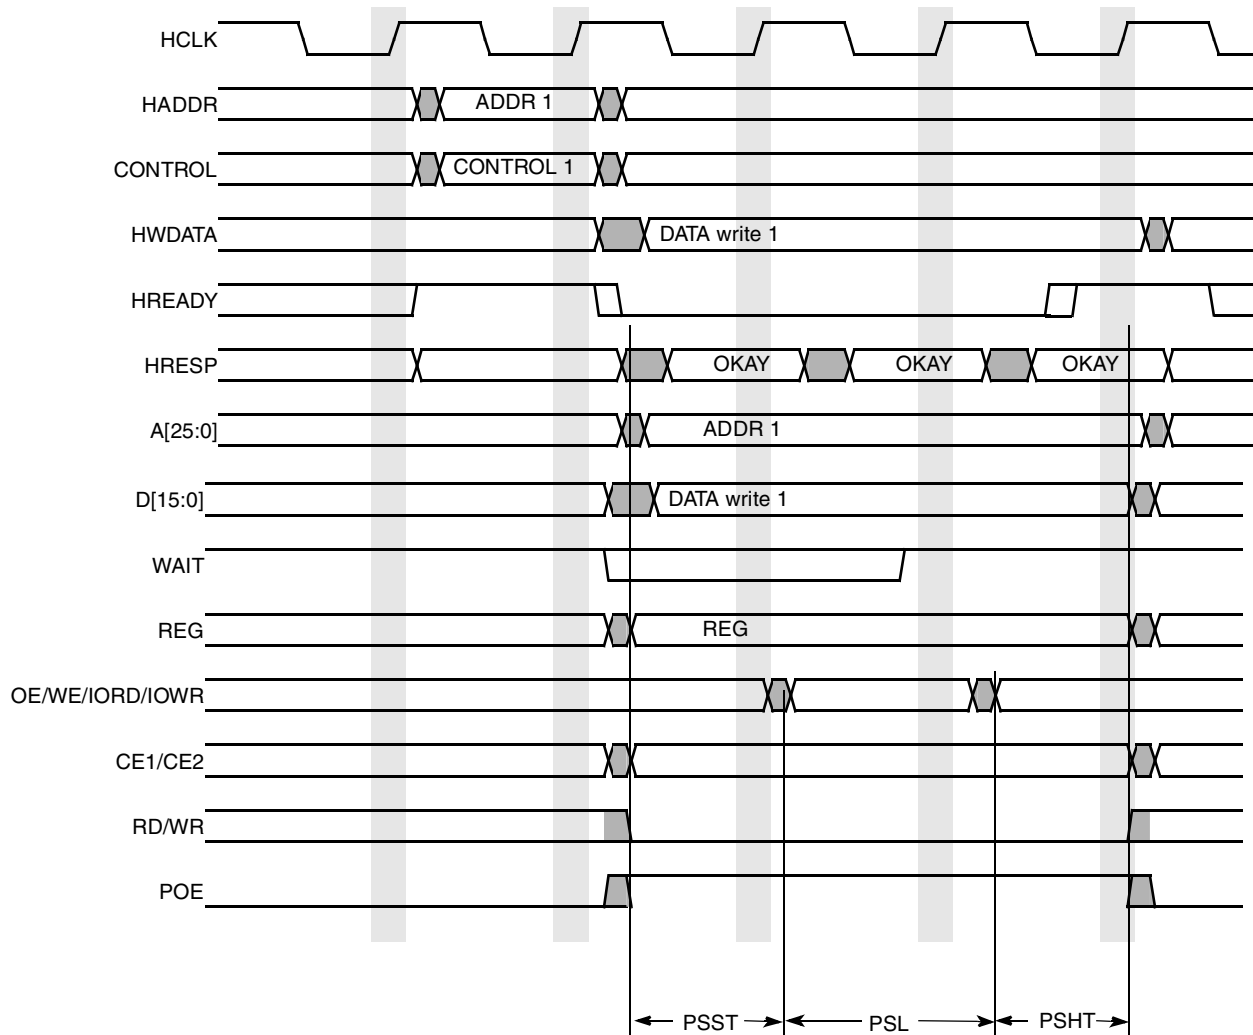 HCLK
HADDR ADDR 1
CONTROL CONTROL 1
HWDATA DATA write 1
HREADY
HRESP OKAY OKAY OKAY
A[25:0] ADDR 1
D[15:0] DATA write 1
WAIT
REG REG
OE/WE/IORD/IOWR
CE1/CE2
RD/WR
POE
PSST PSL PSHT